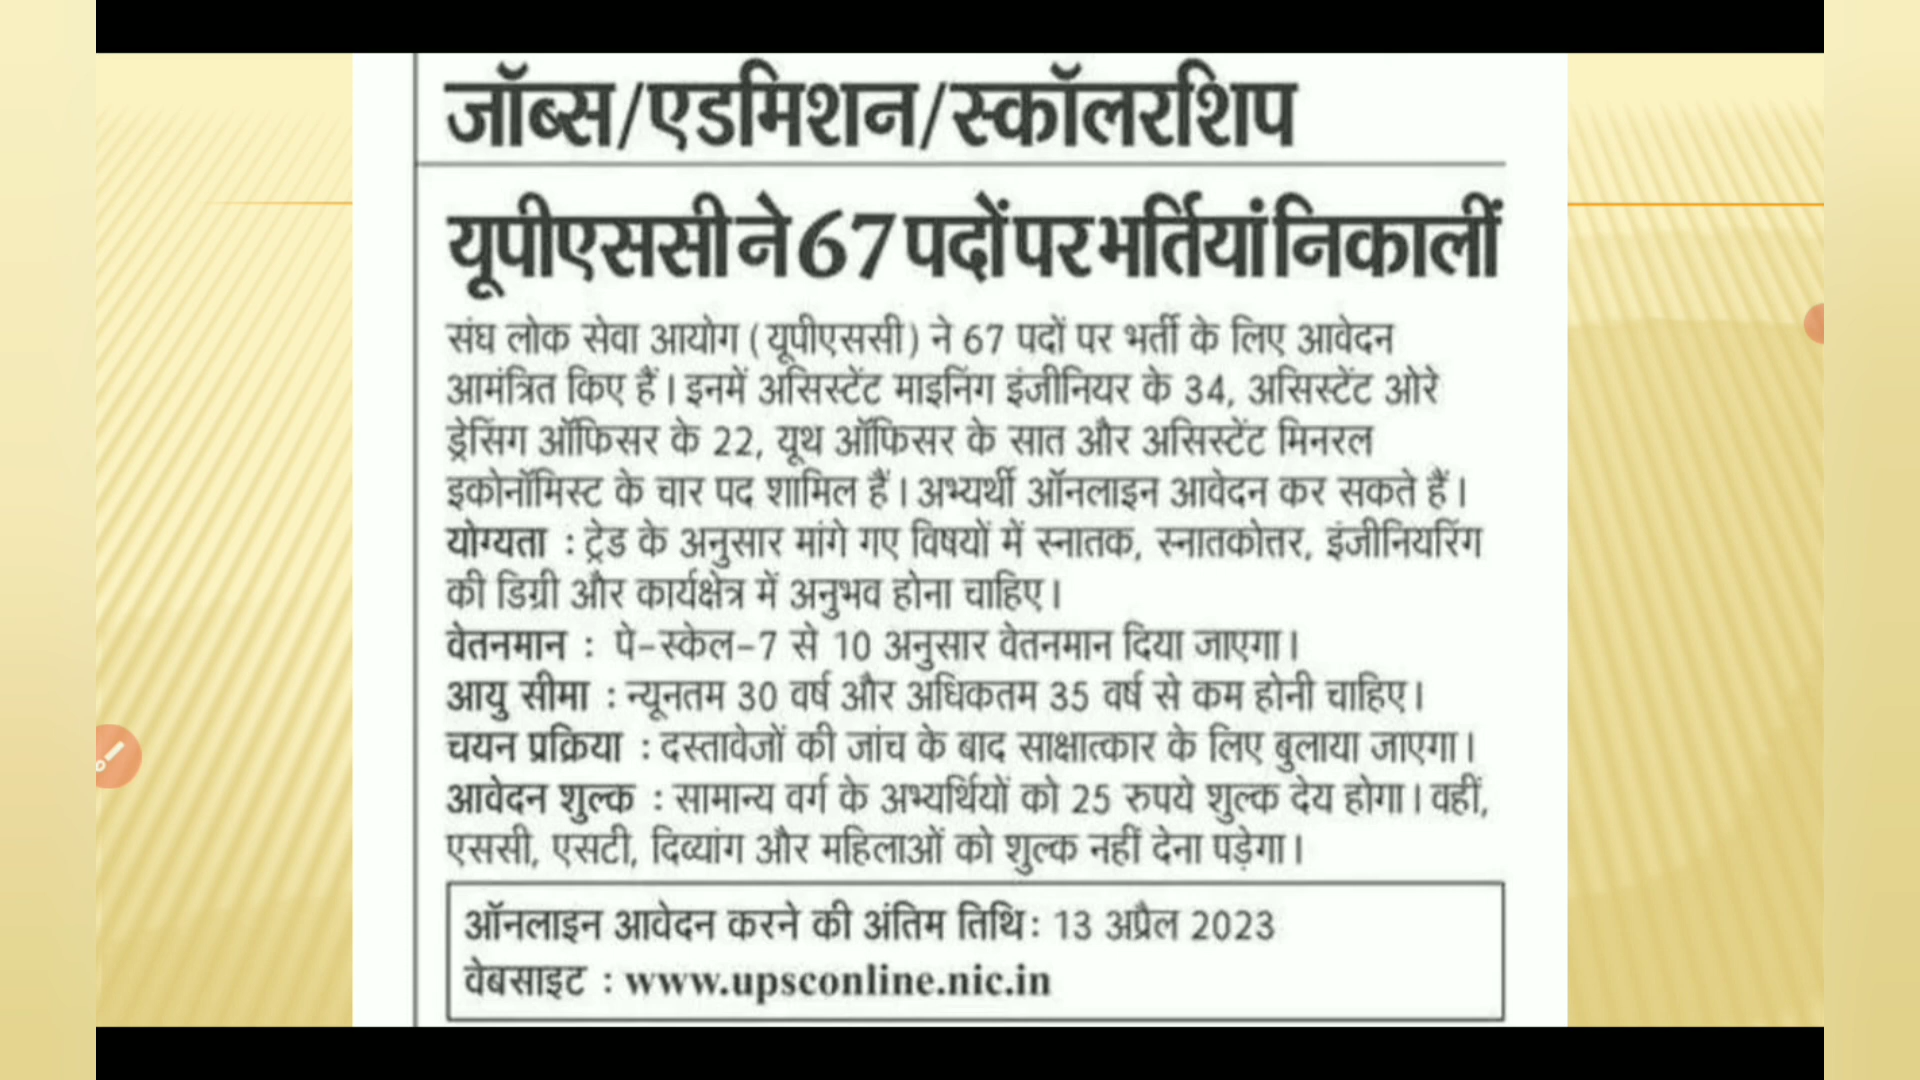 जॉब्स/एडमिशन/स्कॉलरशिप
यूपीएससी ने 67 पदों पर भर्तियां निकालीं
संघ लोक सेवा आयोग (यूपीएससी) ने 67 पदों पर भर्ती के लिए आवेदन
आमंत्रित किए हैं। इनमें असिस्टेंट माइनिंग इंजीनियर के 34, असिस्टेंट ओरे
ड्रेसिंग ऑफिसर के 22, यूथ ऑफिसर के सात और असिस्टेंट मिनरल
इकोनॉमिस्ट के चार पद शामिल हैं। अभ्यर्थी ऑनलाइन आवेदन कर सकते हैं।
योग्यता : ट्रेड के अनुसार मांगे गए विषयों में स्नातक, स्नातकोत्तर, इंजीनियरिंग
की डिग्री और कार्यक्षेत्र में अनुभव होना चाहिए।
वेतनमान : पे-स्केल-7 से 10 अनुसार वेतनमान दिया जाएगा।
आयु सीमा : न्यूनतम 30 वर्ष और अधिकतम 35 वर्ष से कम होनी चाहिए।
चयन प्रक्रिया : दस्तावेजों की जांच के बाद साक्षात्कार के लिए बुलाया जाएगा।
आवेदन शुल्क : सामान्य वर्ग के अभ्यर्थियों को 25 रुपये शुल्क देय होगा। वहीं,
एससी, एसटी, दिव्यांग और महिलाओं को शुल्क नहीं देना पड़ेगा।
ऑनलाइन आवेदन करने की अंतिम तिथि: 13 अप्रैल 2023
वेबसाइट : www.upsconline.nic.in